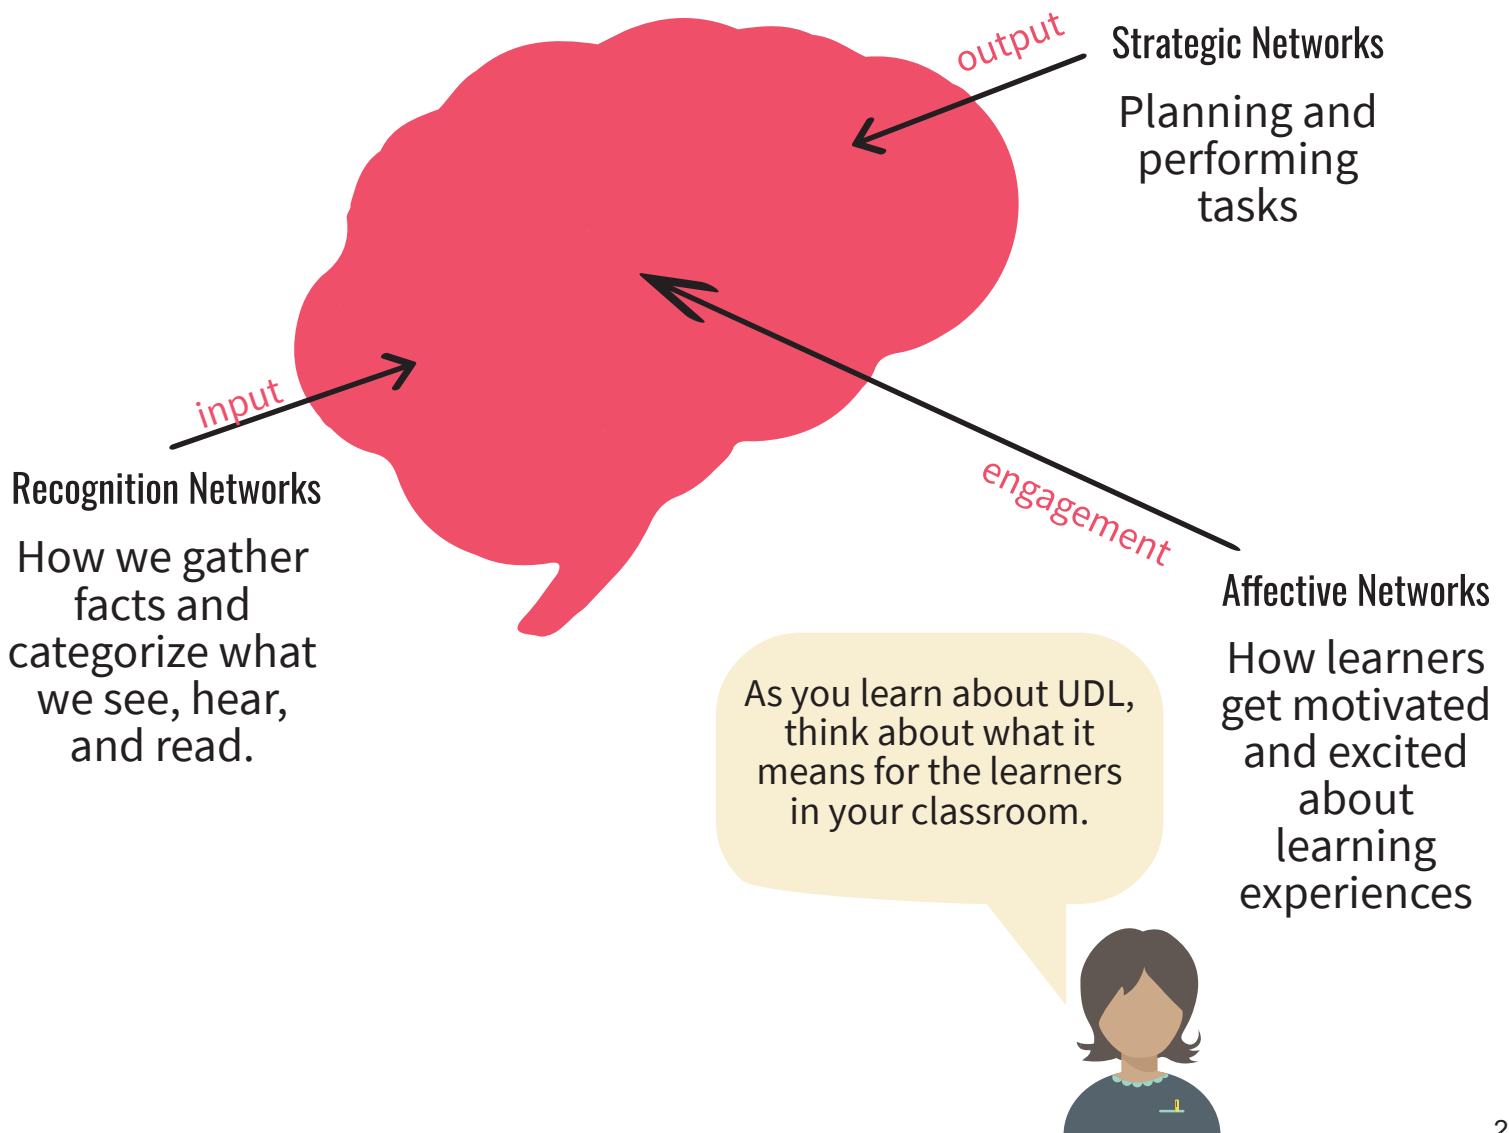 output
Strategic Networks
Planning and
performing
tasks
input
Recognition Networks
How we gather
facts and
categorize what
we see, hear,
and read.
engagement
Affective Networks
How learners
get motivated
and excited
about
learning
experiences
As you learn about UDL,
think about what it
means for the learners
in your classroom.
2